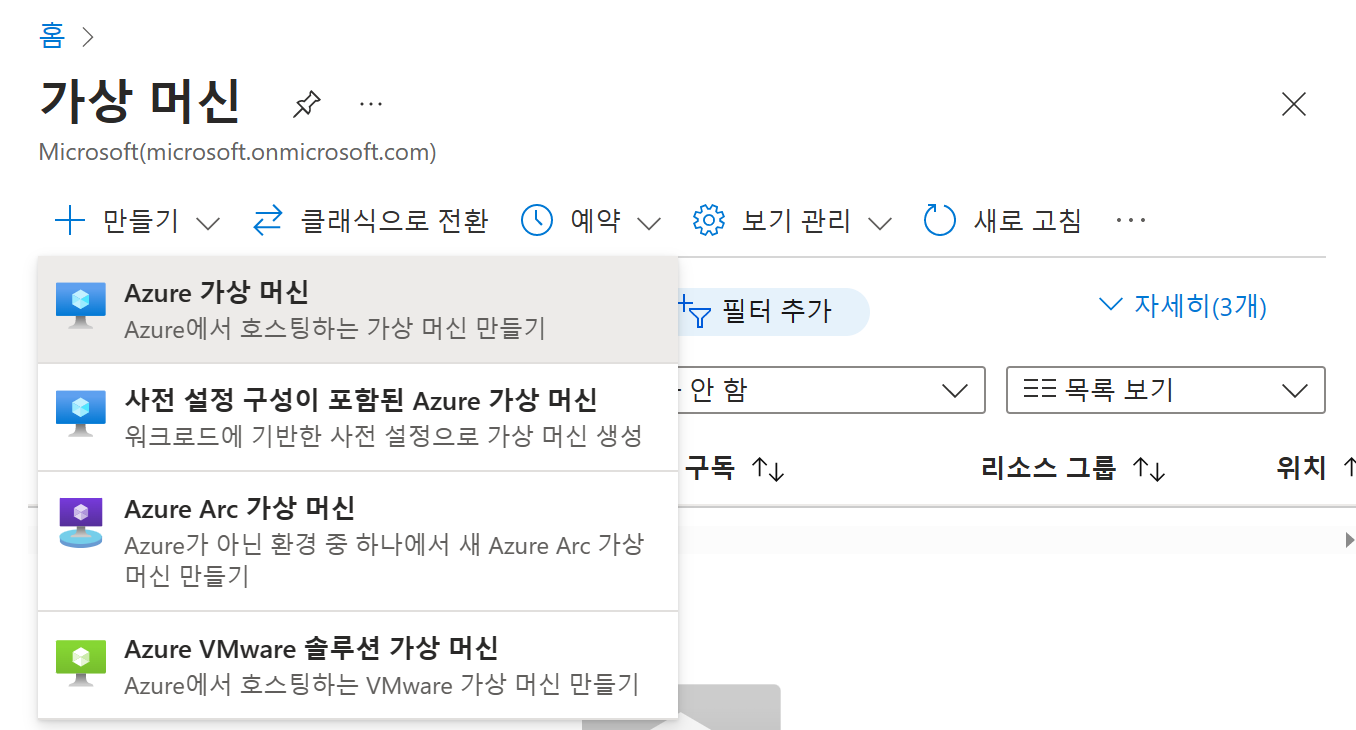 홈
가상 머신
Microsoft(microsoft.onmicrosoft.com)
만들기 클래식으로 전환 예약 보기 관리 새로 고침
Azure 가상 머신
Azure에서 호스팅하는 가상 머신 만들기
사전 설정 구성이 포함된 Azure 가상 머신
워크로드에 기반한 사전 설정으로 가상 머신 생성
Azure Arc 가상 머신
Azure가 아닌 환경 중 하나에서 새 Azure Arc 가상
머신 만들기
Azure VMware 솔루션 가상 머신
Azure에서 호스팅하는 VMware 가상 머신 만들기
필터 추가
자세히(3개)
안 함
목록 보기
구독 리소스 그룹 위치